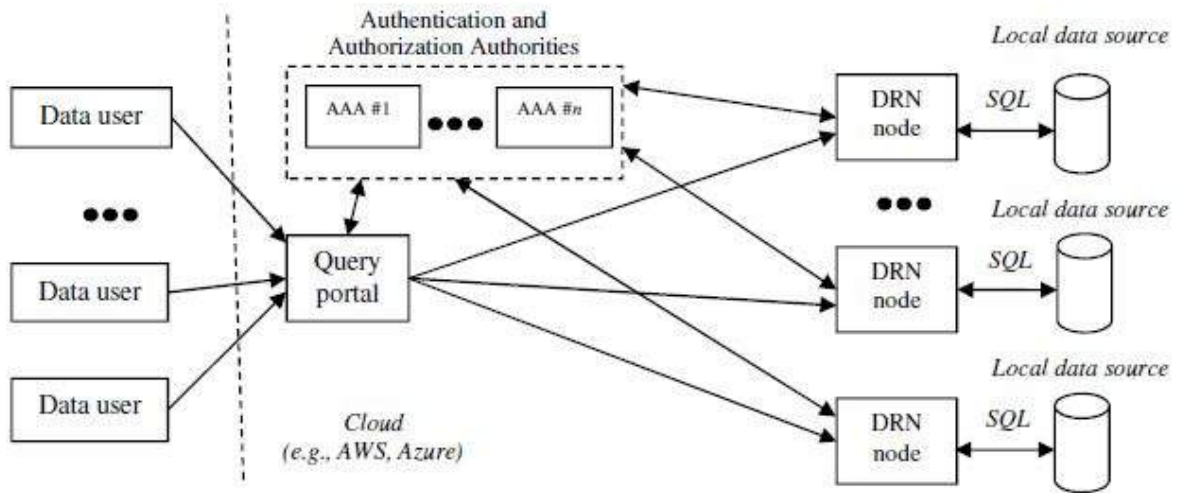 Authentication and
Authorization Authorities
AAA #1
AAA #n
Data user
Data user
Data user
Query
portal
Cloud
(e.g., AWS, Azure)
Local data source
DRN
node
SQL
Local data source
DRN
node
SQL
Local data source
DRN
node
SQL